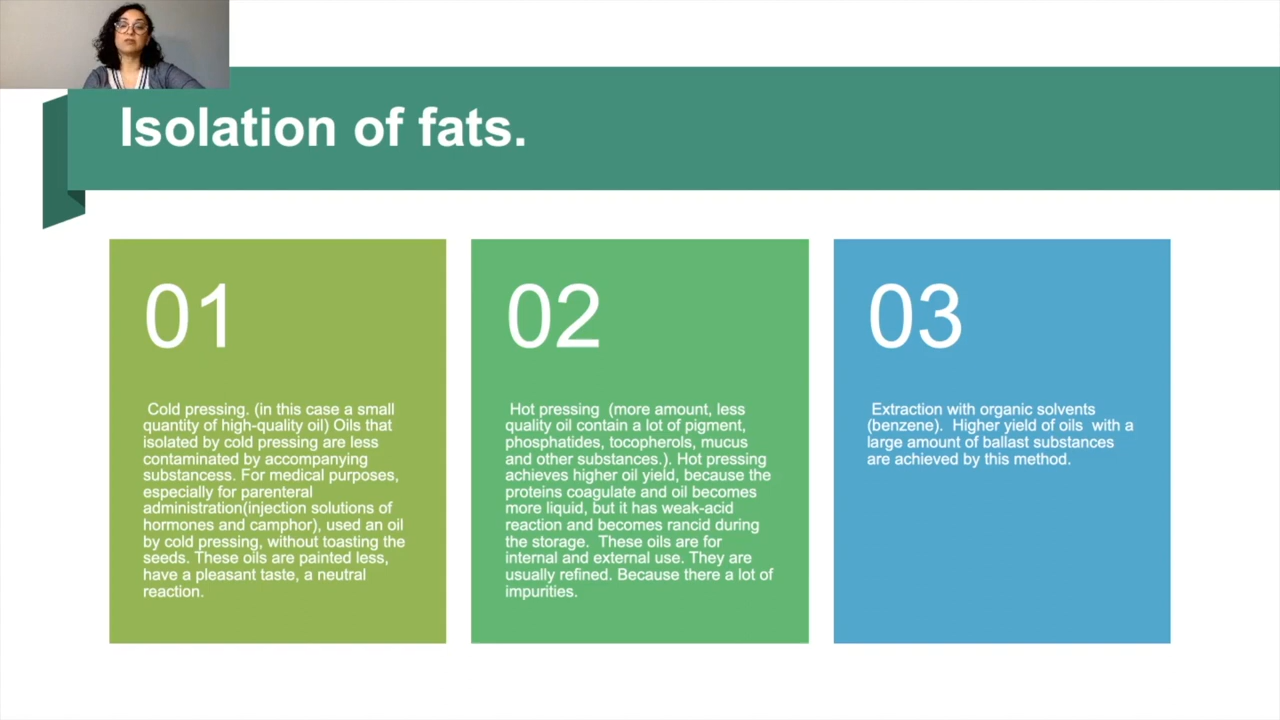 Isolation of fats.
01
Cold pressing. (in this case a small
quantity of high-quality oil) Oils that
isolated by cold pressing are less
contaminated by accompanying
substancess. For medical purposes,
especially for parenteral
administration(injection solutions of
hormones and camphor), used an oil
by cold pressing, without toasting the
seeds. These oils are painted less,
have a pleasant taste, a neutral
reaction.
02
Hot pressing (more amount, less
quality oil contain a lot of pigment,
phosphatides, tocopherols, mucus
and other substances.). Hot pressing
achieves higher oil yield, because the
proteins coagulate and oil becomes
more liquid, but it has weak-acid
reaction and becomes rancid during
the storage. These oils are for
internal and external use. They are
usually refined. Because there a lot of
impurities.
03
Extraction with organic solvents
(benzene). Higher yield of oils with a
large amount of ballast substances
are achieved by this method.